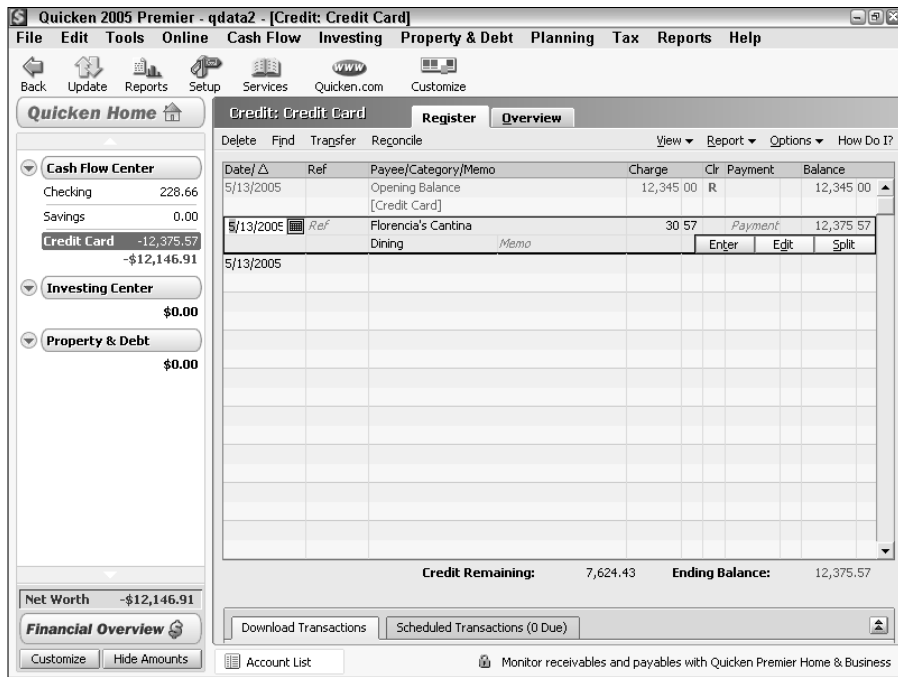 Quicken 2005 Premier - qdata2 - [Credit: Credit Card]
File Edit Tools Online Cash Flow Investing Property & Debt Planning Tax Reports Help
WWW
Back Update Reports Setup Services Quicken.com Customize
Quicken Home
Cash Flow Center
Checking 228.66
Savings 0.00
Credit Card -12,375.57
-$12,146.91
Investing Center
$0.00
Property & Debt
$0.00
Net Worth -$12,146.91
Financial Overview
Customize Hide Amounts
Credit: Credit Card Register Overview
Delete Find Transfer Reconcile View Report Options How Do I?
Date/ Ref Payee/Category/Memo Charge Clr Payment Balance
5/13/2005 Opening Balance 12,345 00 R 12,345 00
[Credit Card]
5/13/2005 Ref Florencia's Cantina 30 57 Payment 12,375 57
Dining Memo Enter Edit Split
5/13/2005
Credit Remaining: 7,624.43 Ending Balance: 12,375.57
Download Transactions Scheduled Transactions (0 Due)
Account List Monitor receivables and payables with Quicken Premier Home & Business